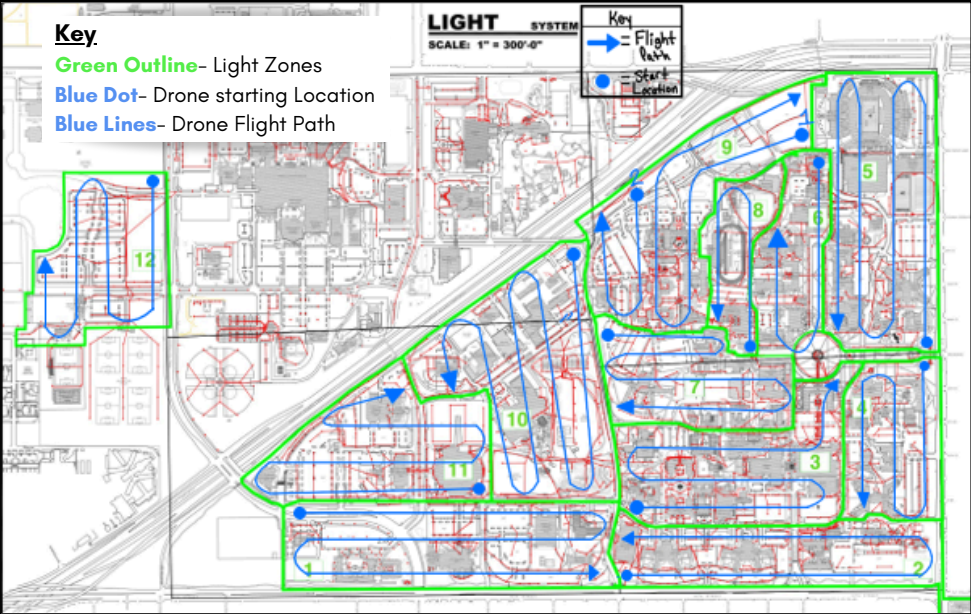 Key
Green Outline- Light Zones
Blue Dot- Drone starting Location
Blue Lines- Drone Flight Path
LIGHT SYSTEM
SCALE: 1" = 300'-0"
Key
= Flight Path
= Start Location
9
5
8
6
12
7
4
10
3
11
1
2